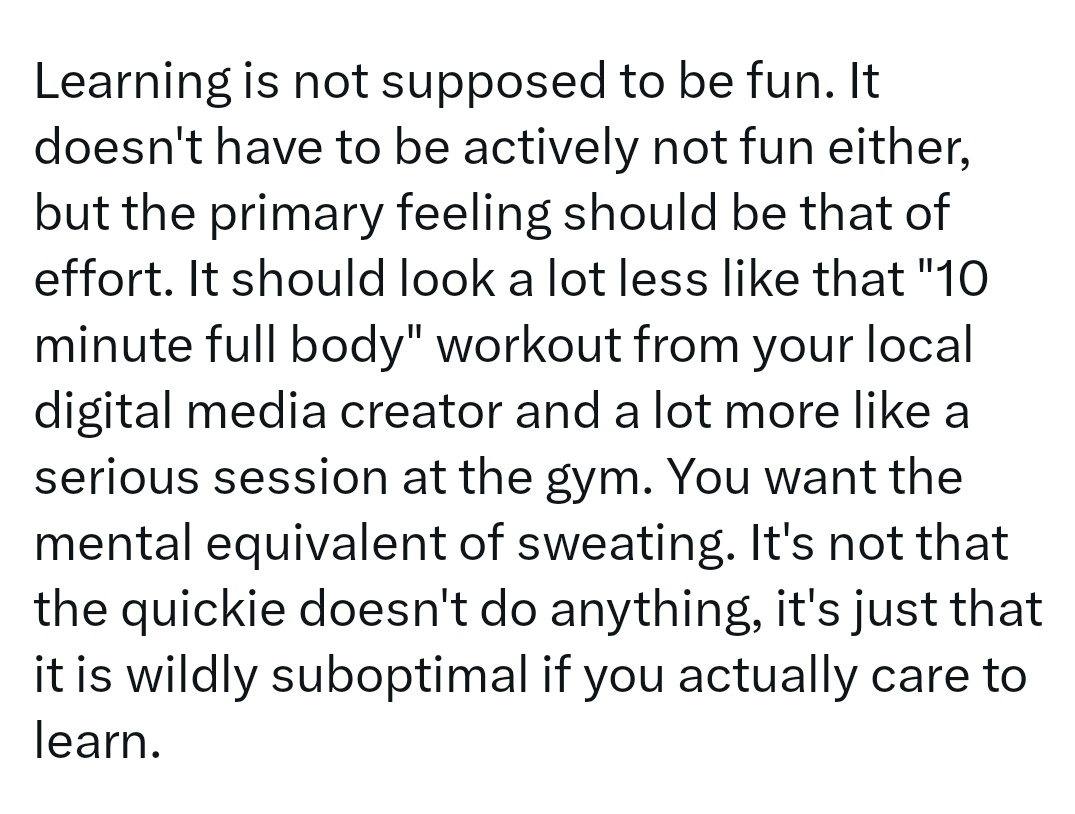 Learning is not supposed to be fun. It
doesn't have to be actively not fun either,
but the primary feeling should be that of
effort. It should look a lot less like that "10
minute full body" workout from your local
digital media creator and a lot more like a
serious session at the gym. You want the
mental equivalent of sweating. It's not that
the quickie doesn't do anything, it's just that
it is wildly suboptimal if you actually care to
learn.